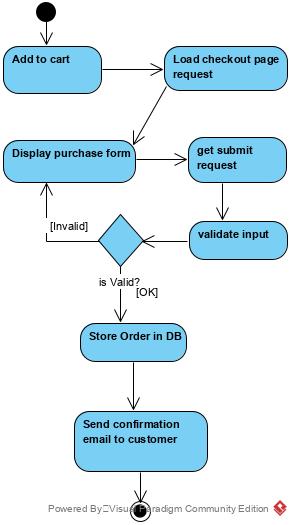 Add to cart
Load checkout page
request
Display purchase form
get submit
request
[Invalid]
validate input
is Valid?
[OK]
Store Order in DB
Send confirmation
email to customer
Powered By Visual Paradigm Community Edition